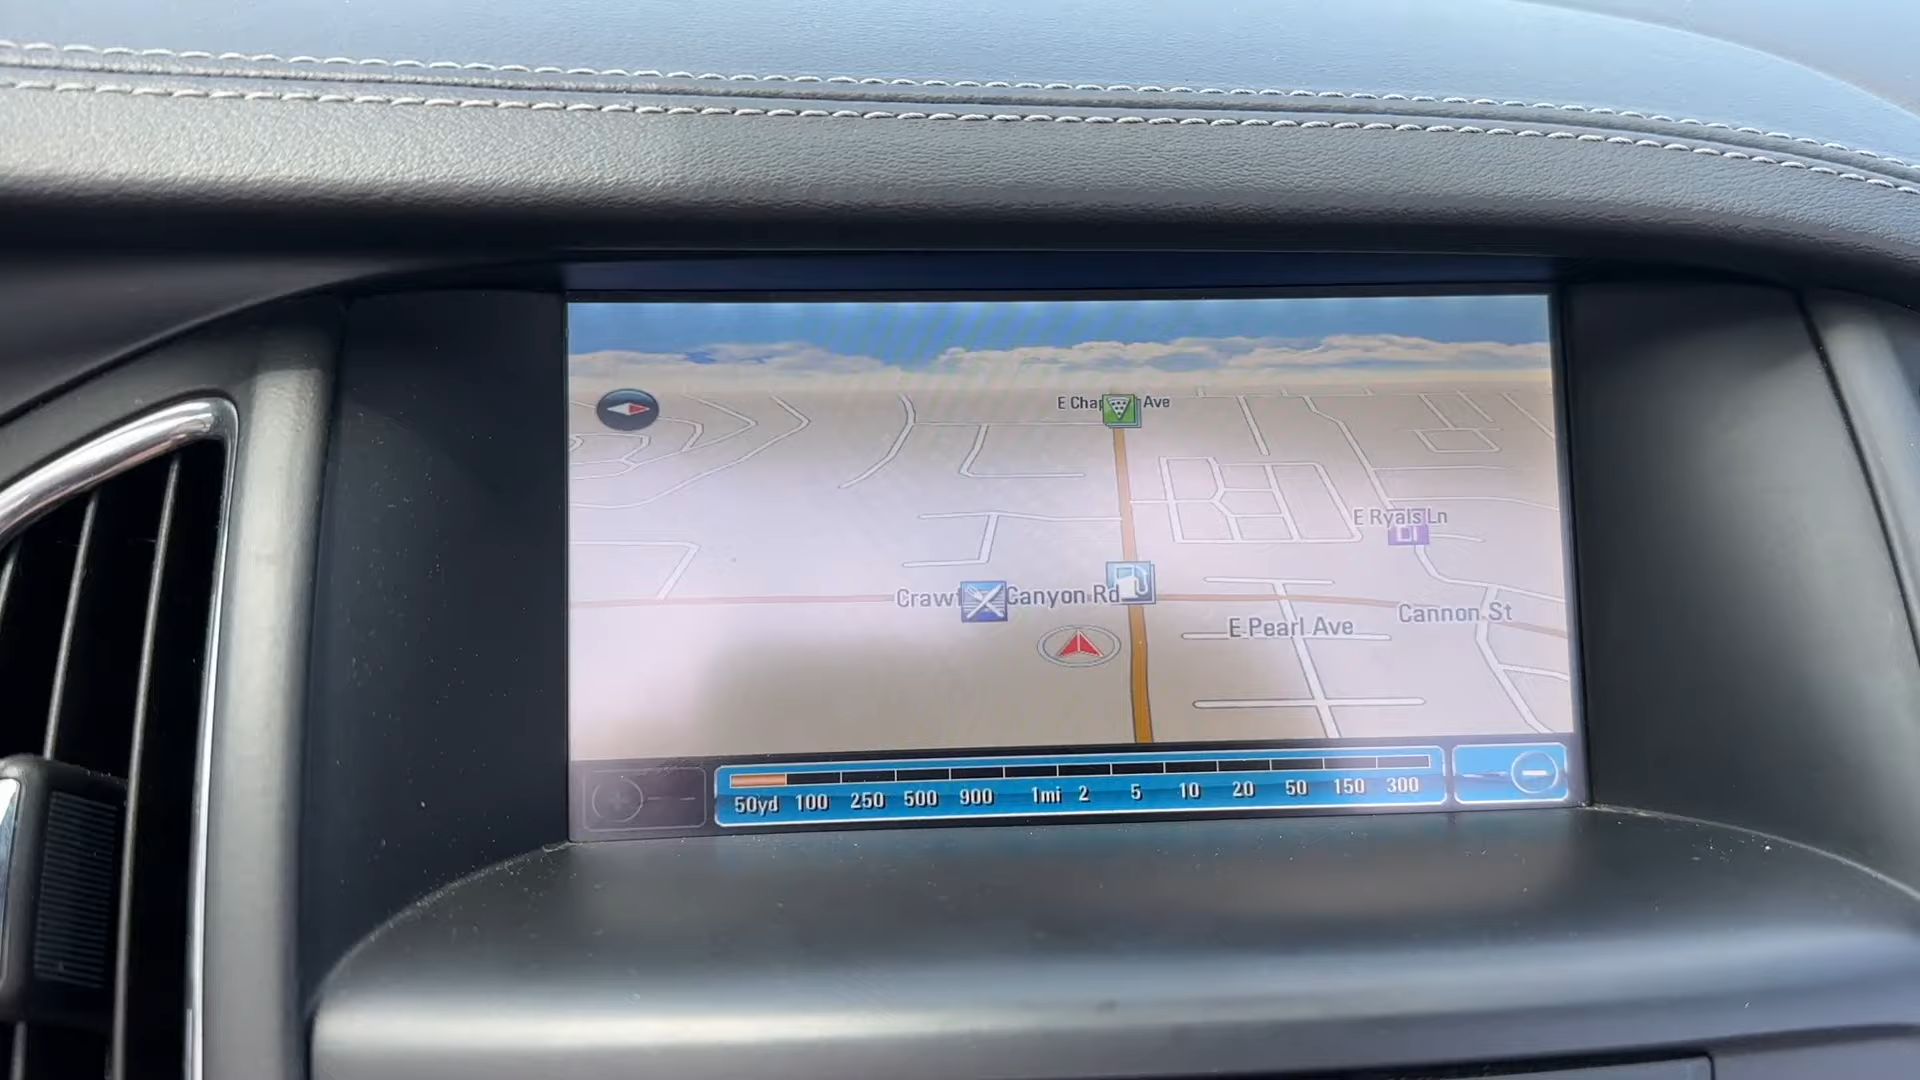 E Chap Ave
E Ryals Ln
Craw Canyon Rd
Cannon St
E Pearl Ave
50yd 100 250 500 900 1mi 2 5 10 20 50 150 300